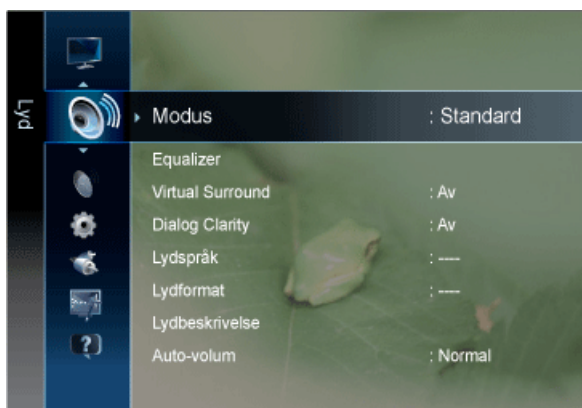 Lyd
Modus : Standard
Equalizer
Virtual Surround : Av
Dialog Clarity : Av
Lydspråk : ----
Lydformat : ----
Lydbeskrivelse
Auto-volum : Normal